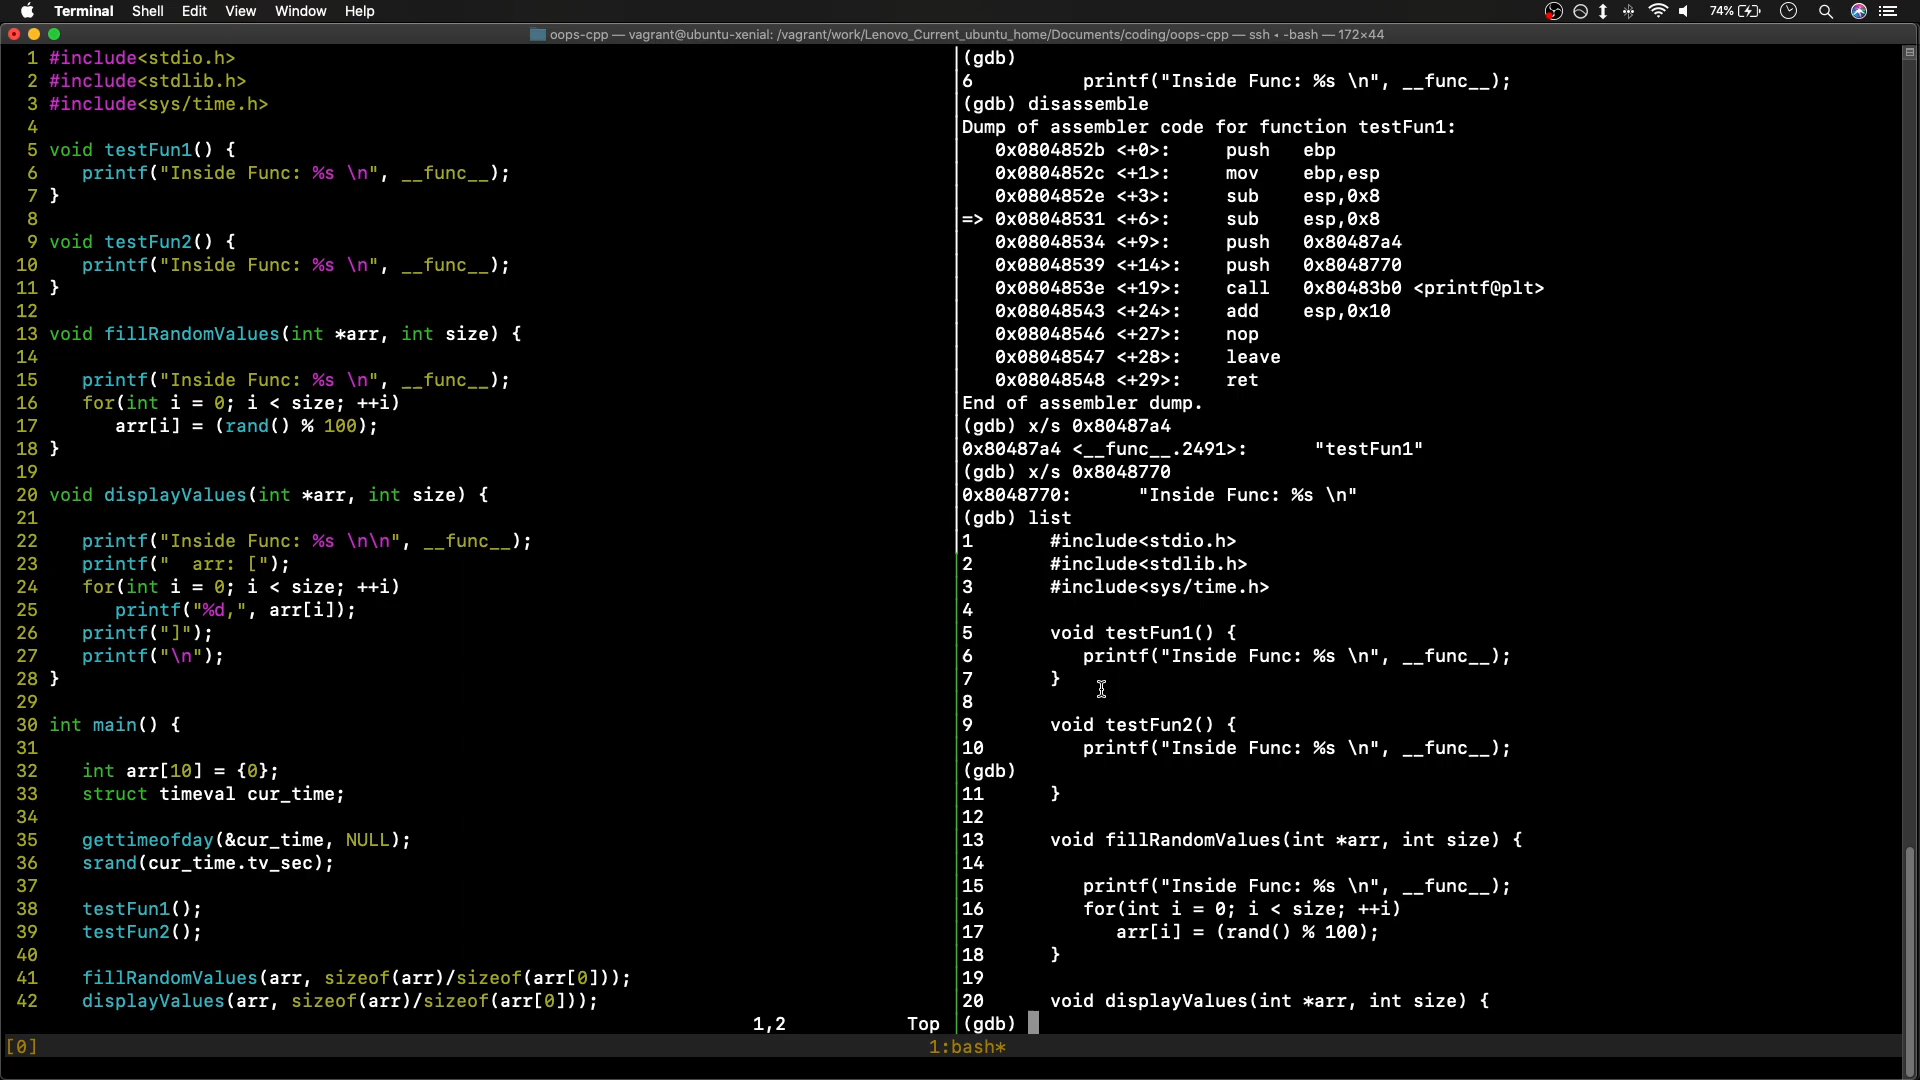 Terminal Shell Edit View Window Help 74%
oops-cpp — vagrant@ubuntu-xenial: /vagrant/work/Lenovo_Current_ubuntu_home/Documents/coding/oops-cpp — ssh ◂ -bash — 172×44
1 #include<stdio.h>
2 #include<stdlib.h>
3 #include<sys/time.h>
4
5 void testFun1() {
6    printf("Inside Func: %s \n", __func__);
7 }
8
9 void testFun2() {
10    printf("Inside Func: %s \n", __func__);
11 }
12
13 void fillRandomValues(int *arr, int size) {
14
15    printf("Inside Func: %s \n", __func__);
16    for(int i = 0; i < size; ++i)
17       arr[i] = (rand() % 100);
18 }
19
20 void displayValues(int *arr, int size) {
21
22    printf("Inside Func: %s \n\n", __func__);
23    printf("  arr: [");
24    for(int i = 0; i < size; ++i)
25       printf("%d,", arr[i]);
26    printf("]");
27    printf("\n");
28 }
29
30 int main() {
31
32    int arr[10] = {0};
33    struct timeval cur_time;
34
35    gettimeofday(&cur_time, NULL);
36    srand(cur_time.tv_sec);
37
38    testFun1();
39    testFun2();
40
41    fillRandomValues(arr, sizeof(arr)/sizeof(arr[0]));
42    displayValues(arr, sizeof(arr)/sizeof(arr[0]));
1,2 Top
(gdb)
6          printf("Inside Func: %s \n", __func__);
(gdb) disassemble
Dump of assembler code for function testFun1:
   0x0804852b <+0>:     push   ebp
   0x0804852c <+1>:     mov    ebp,esp
   0x0804852e <+3>:     sub    esp,0x8
=> 0x08048531 <+6>:     sub    esp,0x8
   0x08048534 <+9>:     push   0x80487a4
   0x08048539 <+14>:    push   0x8048770
   0x0804853e <+19>:    call   0x80483b0 <printf@plt>
   0x08048543 <+24>:    add    esp,0x10
   0x08048546 <+27>:    nop
   0x08048547 <+28>:    leave
   0x08048548 <+29>:    ret
End of assembler dump.
(gdb) x/s 0x80487a4
0x80487a4 <__func__.2491>:      "testFun1"
(gdb) x/s 0x8048770
0x8048770:      "Inside Func: %s \n"
(gdb) list
1       #include<stdio.h>
2       #include<stdlib.h>
3       #include<sys/time.h>
4
5       void testFun1() {
6          printf("Inside Func: %s \n", __func__);
7       }
8
9       void testFun2() {
10         printf("Inside Func: %s \n", __func__);
(gdb)
11      }
12
13      void fillRandomValues(int *arr, int size) {
14
15         printf("Inside Func: %s \n", __func__);
16         for(int i = 0; i < size; ++i)
17            arr[i] = (rand() % 100);
18      }
19
20      void displayValues(int *arr, int size) {
(gdb)
[0] 1:bash*